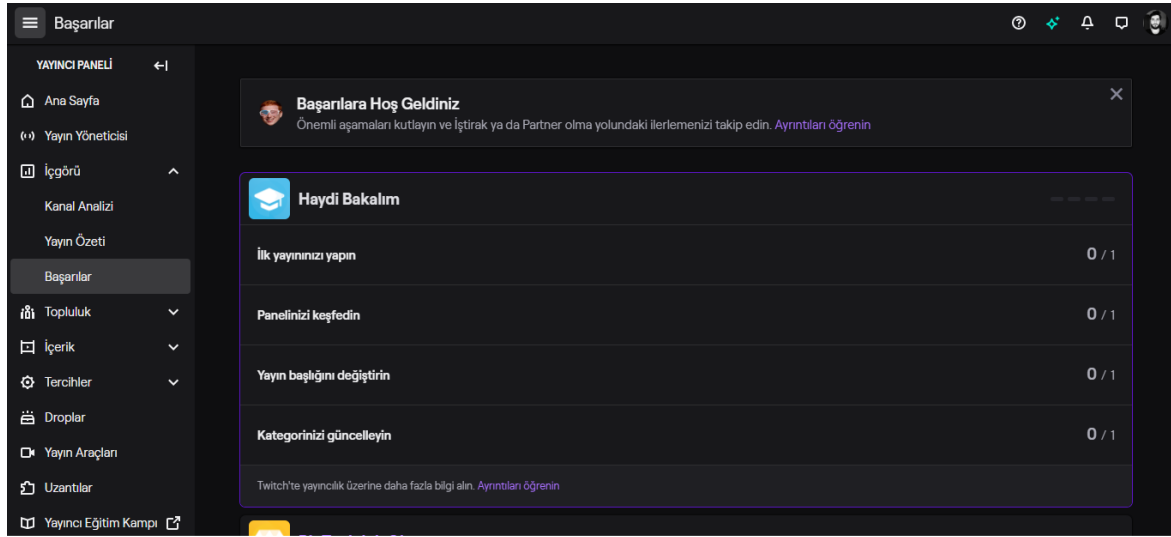 Başarılar
YAYINCI PANELİ
Ana Sayfa
Yayın Yöneticisi
İçgörü
Kanal Analizi
Yayın Özeti
Başarılar
Topluluk
İçerik
Tercihler
Droplar
Yayın Araçları
Uzantılar
Yayıncı Eğitim Kampı
Başarılara Hoş Geldiniz
Önemli aşamaları kutlayın ve İştirak ya da Partner olma yolundaki ilerlemenizi takip edin. Ayrıntıları öğrenin
Haydi Bakalım
İlk yayınınızı yapın 0 / 1
Panelinizi keşfedin 0 / 1
Yayın başlığını değiştirin 0 / 1
Kategorinizi güncelleyin 0 / 1
Twitch'te yayıncılık üzerine daha fazla bilgi alın. Ayrıntıları öğrenin